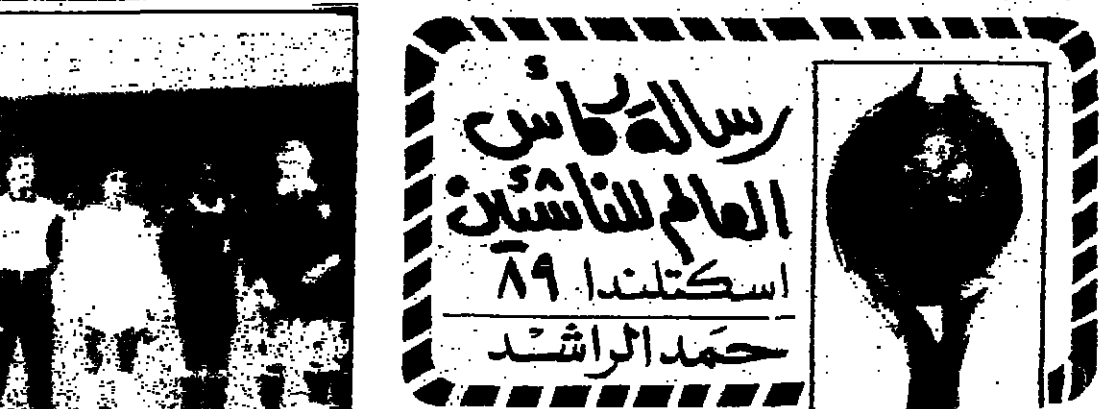 رسالة كأس
العالم للناشئين
اسكتلندا ٨٩
حمد الراشد